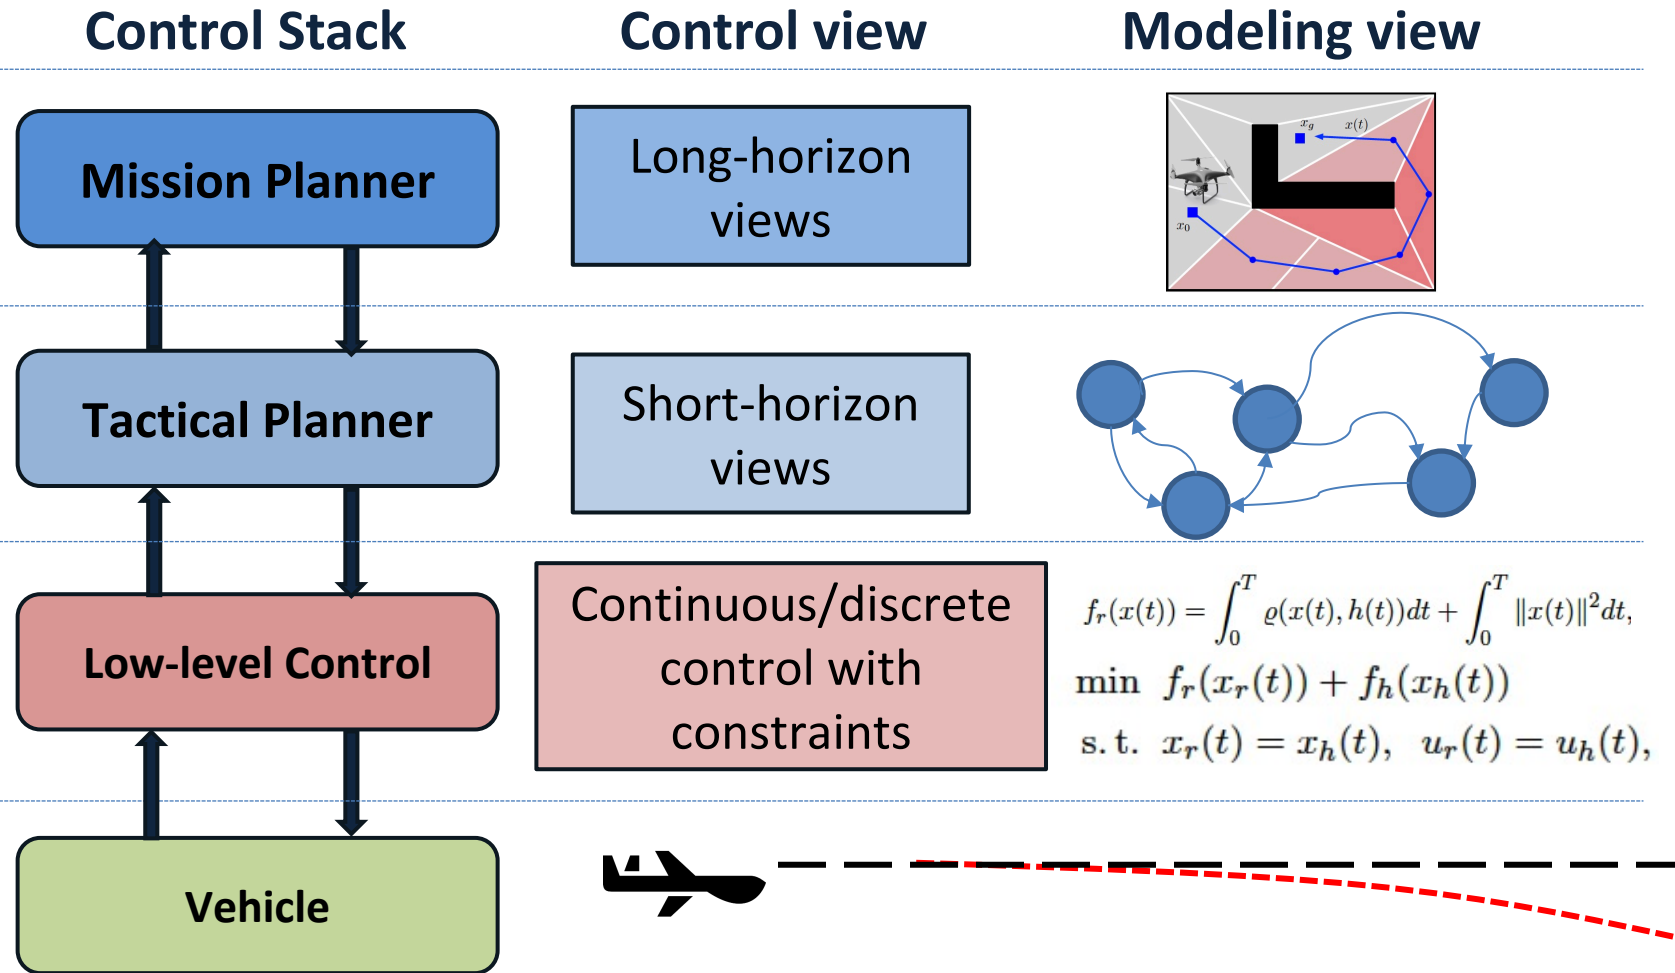 Control Stack
Control view
Modeling view
Mission Planner
Long-horizon
views
x_g
x(t)
x_0
Tactical Planner
Short-horizon
views
Low-level Control
Continuous/discrete
control with
constraints
f_r(x(t)) = ∫_0^T ϱ(x(t), h(t))dt + ∫_0^T ‖x(t)‖²dt,
min f_r(x_r(t)) + f_h(x_h(t))
s. t. x_r(t) = x_h(t), u_r(t) = u_h(t),
Vehicle